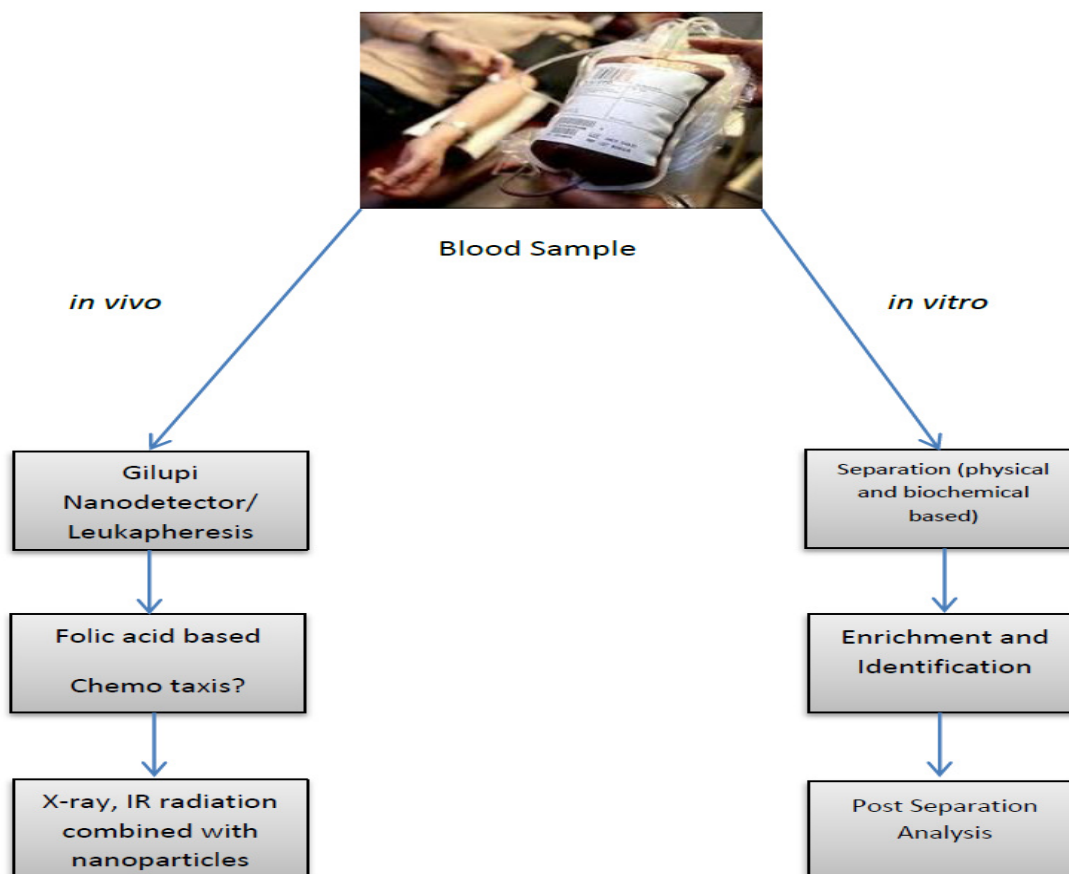 Blood Sample
in vivo
in vitro
Gilupi
Nanodetector/
Leukapheresis
Folic acid based
Chemo taxis?
X-ray, IR radiation
combined with
nanoparticles
Separation (physical
and biochemical
based)
Enrichment and
Identification
Post Separation
Analysis